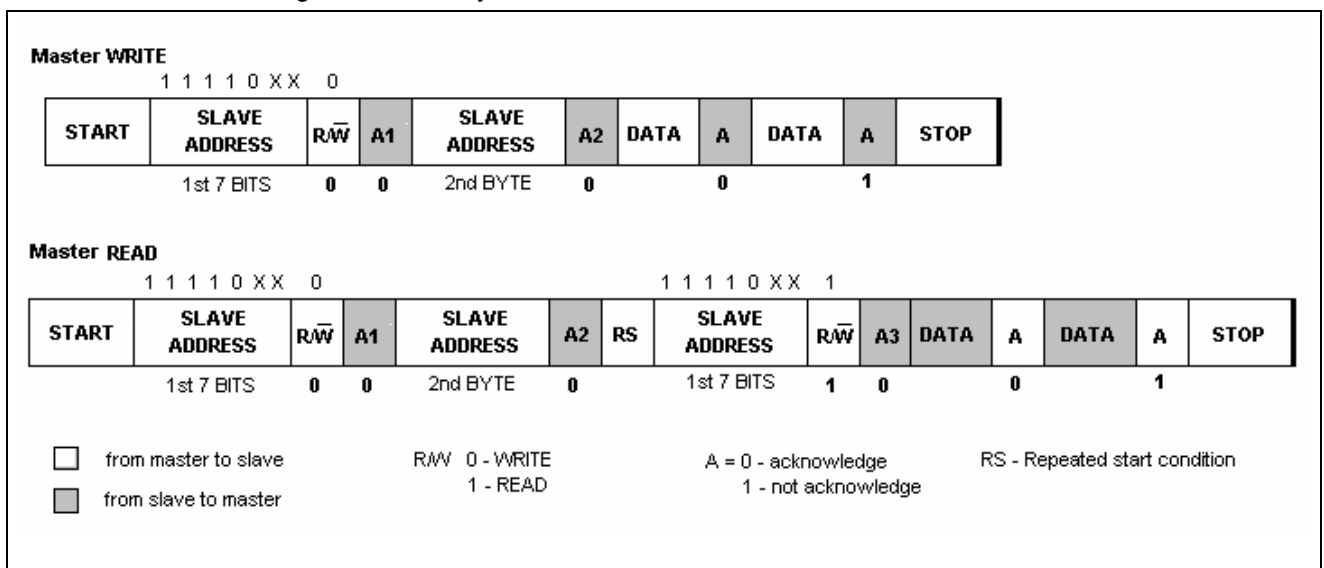 Master WRITE
1 1 1 1 0 X X 0
START SLAVE ADDRESS R/W̅ A1 SLAVE ADDRESS A2 DATA A DATA A STOP
1st 7 BITS 0 0 2nd BYTE 0 0 1
Master READ
1 1 1 1 0 X X 0 1 1 1 1 0 X X 1
START SLAVE ADDRESS R/W̅ A1 SLAVE ADDRESS A2 RS SLAVE ADDRESS R/W̅ A3 DATA A DATA A STOP
1st 7 BITS 0 0 2nd BYTE 0 1st 7 BITS 1 0 0 1
from master to slave R/W 0 - WRITE A = 0 - acknowledge RS - Repeated start condition
1 - READ 1 - not acknowledge
from slave to master